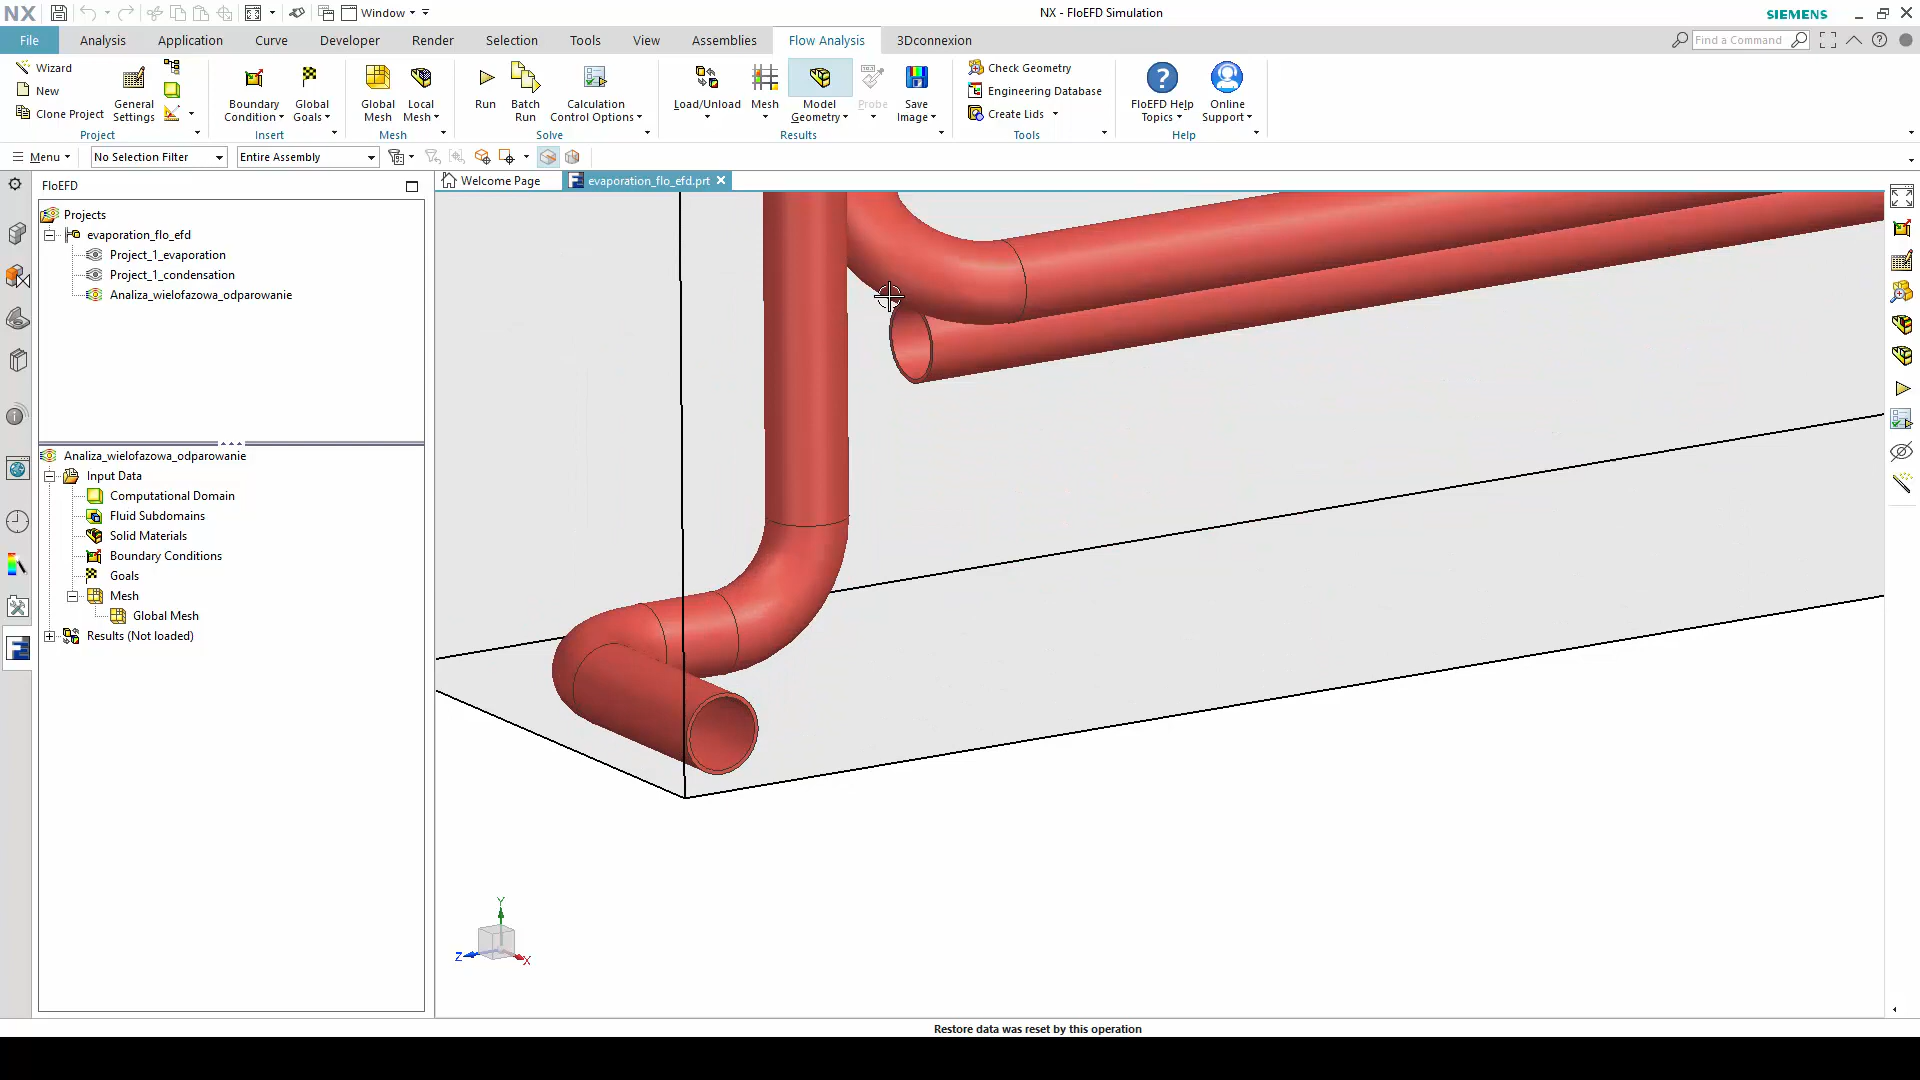 NX Window NX - FloEFD Simulation SIEMENS
File Analysis Application Curve Developer Render Selection Tools View Assemblies Flow Analysis 3Dconnexion Find a Command
Wizard
New
Clone Project
General Settings
Project
Boundary Condition
Global Goals
Insert
Global Mesh
Local Mesh
Mesh
Run
Batch Run
Calculation Control Options
Solve
Load/Unload
Mesh
Model Geometry
Probe
Save Image
Results
Check Geometry
Engineering Database
Create Lids
Tools
FloEFD Help Topics
Online Support
Help
Menu No Selection Filter Entire Assembly
FloEFD
Welcome Page evaporation_flo_efd.prt
Projects
evaporation_flo_efd
Project_1_evaporation
Project_1_condensation
Analiza_wielofazowa_odparowanie
Analiza_wielofazowa_odparowanie
Input Data
Computational Domain
Fluid Subdomains
Solid Materials
Boundary Conditions
Goals
Mesh
Global Mesh
Results (Not loaded)
Y
Z
X
Restore data was reset by this operation